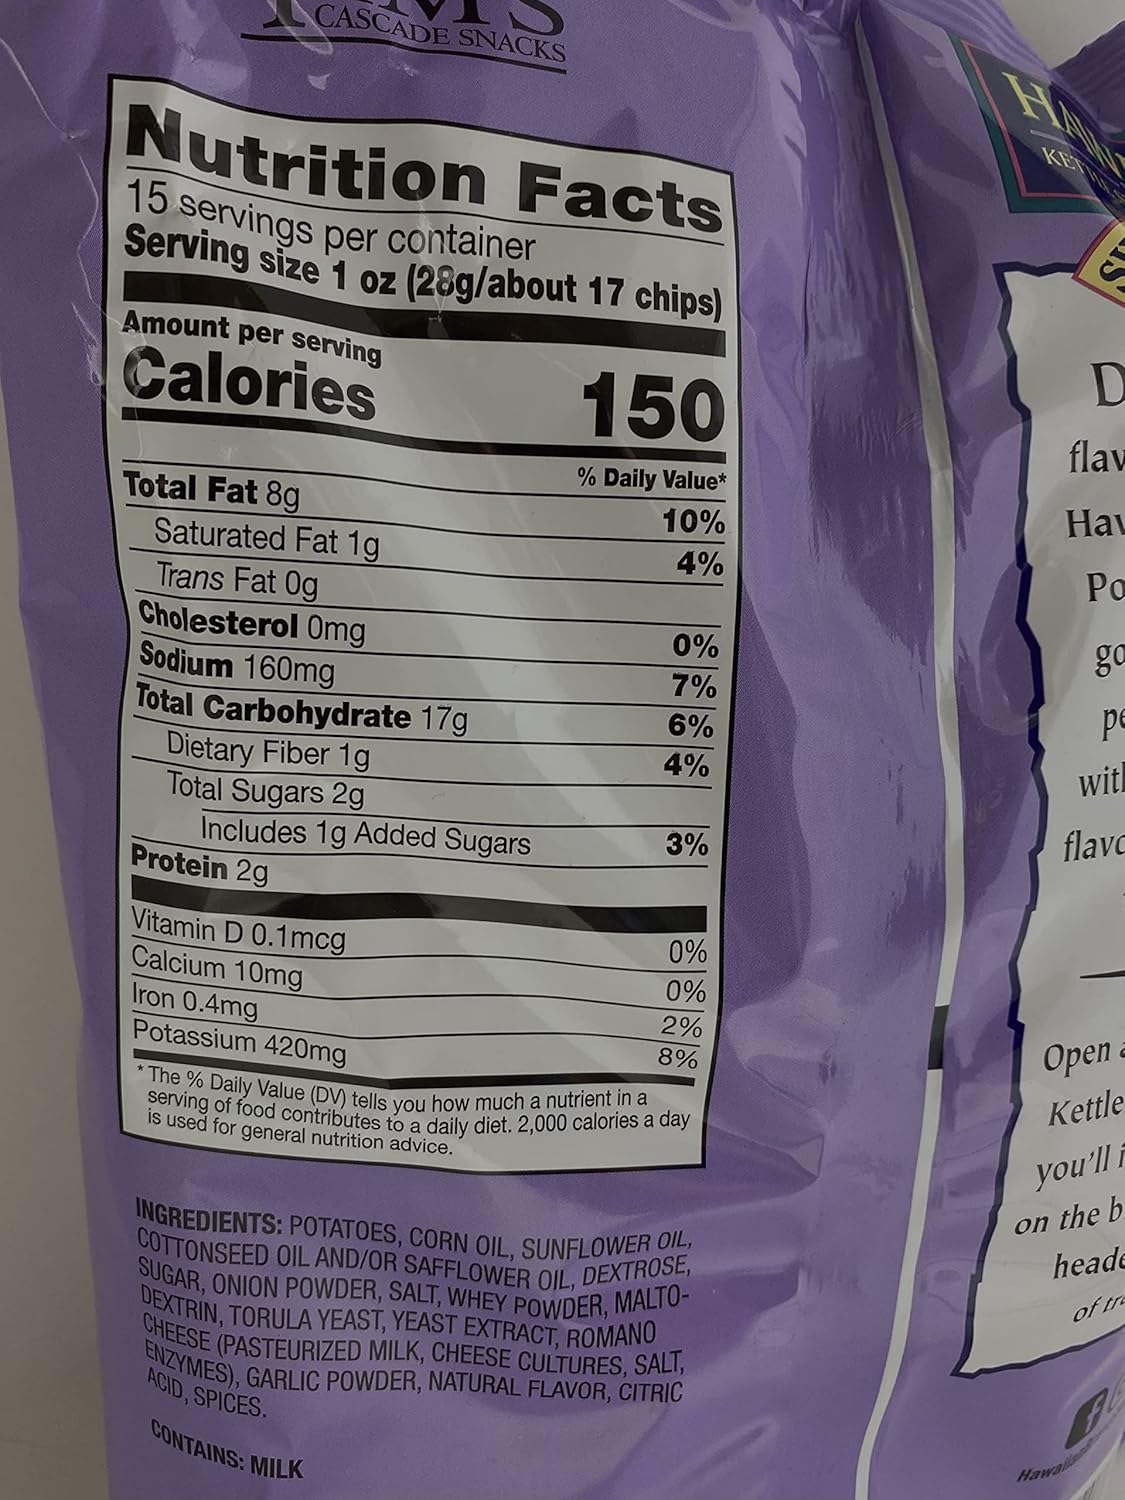 CASCADE SNACKS
Nutrition Facts
15 servings per container
Serving size 1 oz (28g/about 17 chips)
Amount per serving
Calories 150
% Daily Value*
Total Fat 8g 10%
Saturated Fat 1g 4%
Trans Fat 0g
Cholesterol 0mg 0%
Sodium 160mg 7%
Total Carbohydrate 17g 6%
Dietary Fiber 1g 4%
Total Sugars 2g
Includes 1g Added Sugars 3%
Protein 2g
Vitamin D 0.1mcg 0%
Calcium 10mg 0%
Iron 0.4mg 2%
Potassium 420mg 8%
* The % Daily Value (DV) tells you how much a nutrient in a
serving of food contributes to a daily diet. 2,000 calories a day
is used for general nutrition advice.
INGREDIENTS: POTATOES, CORN OIL, SUNFLOWER OIL,
COTTONSEED OIL AND/OR SAFFLOWER OIL, DEXTROSE,
SUGAR, ONION POWDER, SALT, WHEY POWDER, MALTO-
DEXTRIN, TORULA YEAST, YEAST EXTRACT, ROMANO
CHEESE (PASTEURIZED MILK, CHEESE CULTURES, SALT,
ENZYMES), GARLIC POWDER, NATURAL FLAVOR, CITRIC
ACID, SPICES.
CONTAINS: MILK
Open
Kettle
you'll
on the